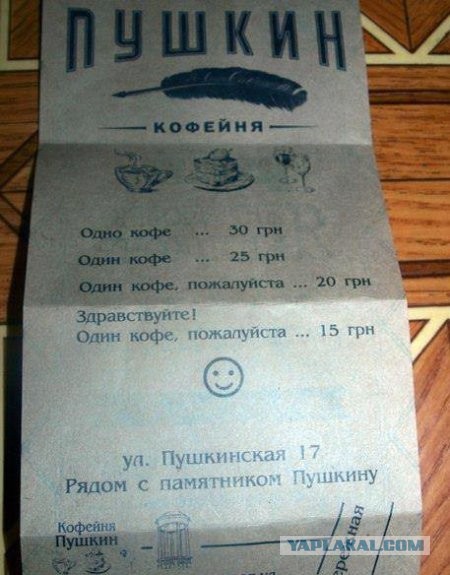 ПУШКИН
КОФЕЙНЯ
Одно кофе ... 30 грн
Один кофе ... 25 грн
Один кофе, пожалуйста ... 20 грн
Здравствуйте!
Один кофе, пожалуйста ... 15 грн
ул. Пушкинская 17
Рядом с памятником Пушкину
Кофейня
Пушкин
YAPLAKAL.COM